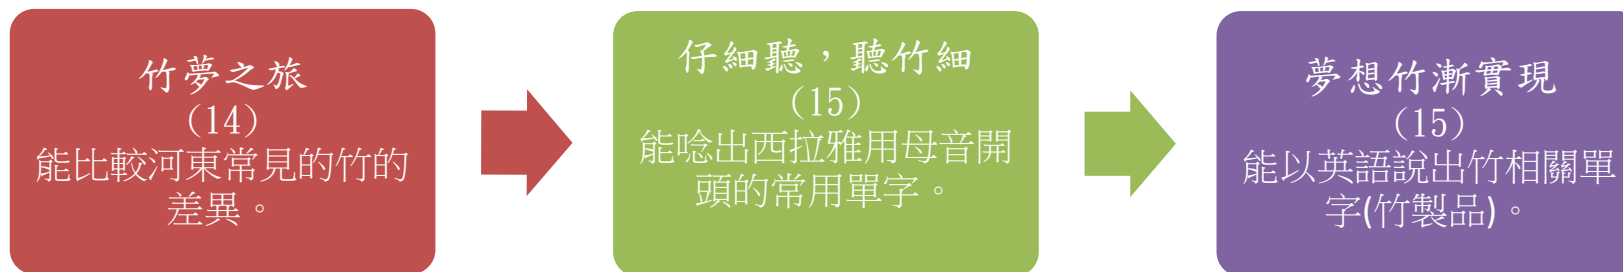 竹夢之旅
(14)
能比較河東常見的竹的
差異。
仔細聽，聽竹細
(15)
能唸出西拉雅用母音開
頭的常用單字。
夢想竹漸實現
(15)
能以英語說出竹相關單
字(竹製品)。